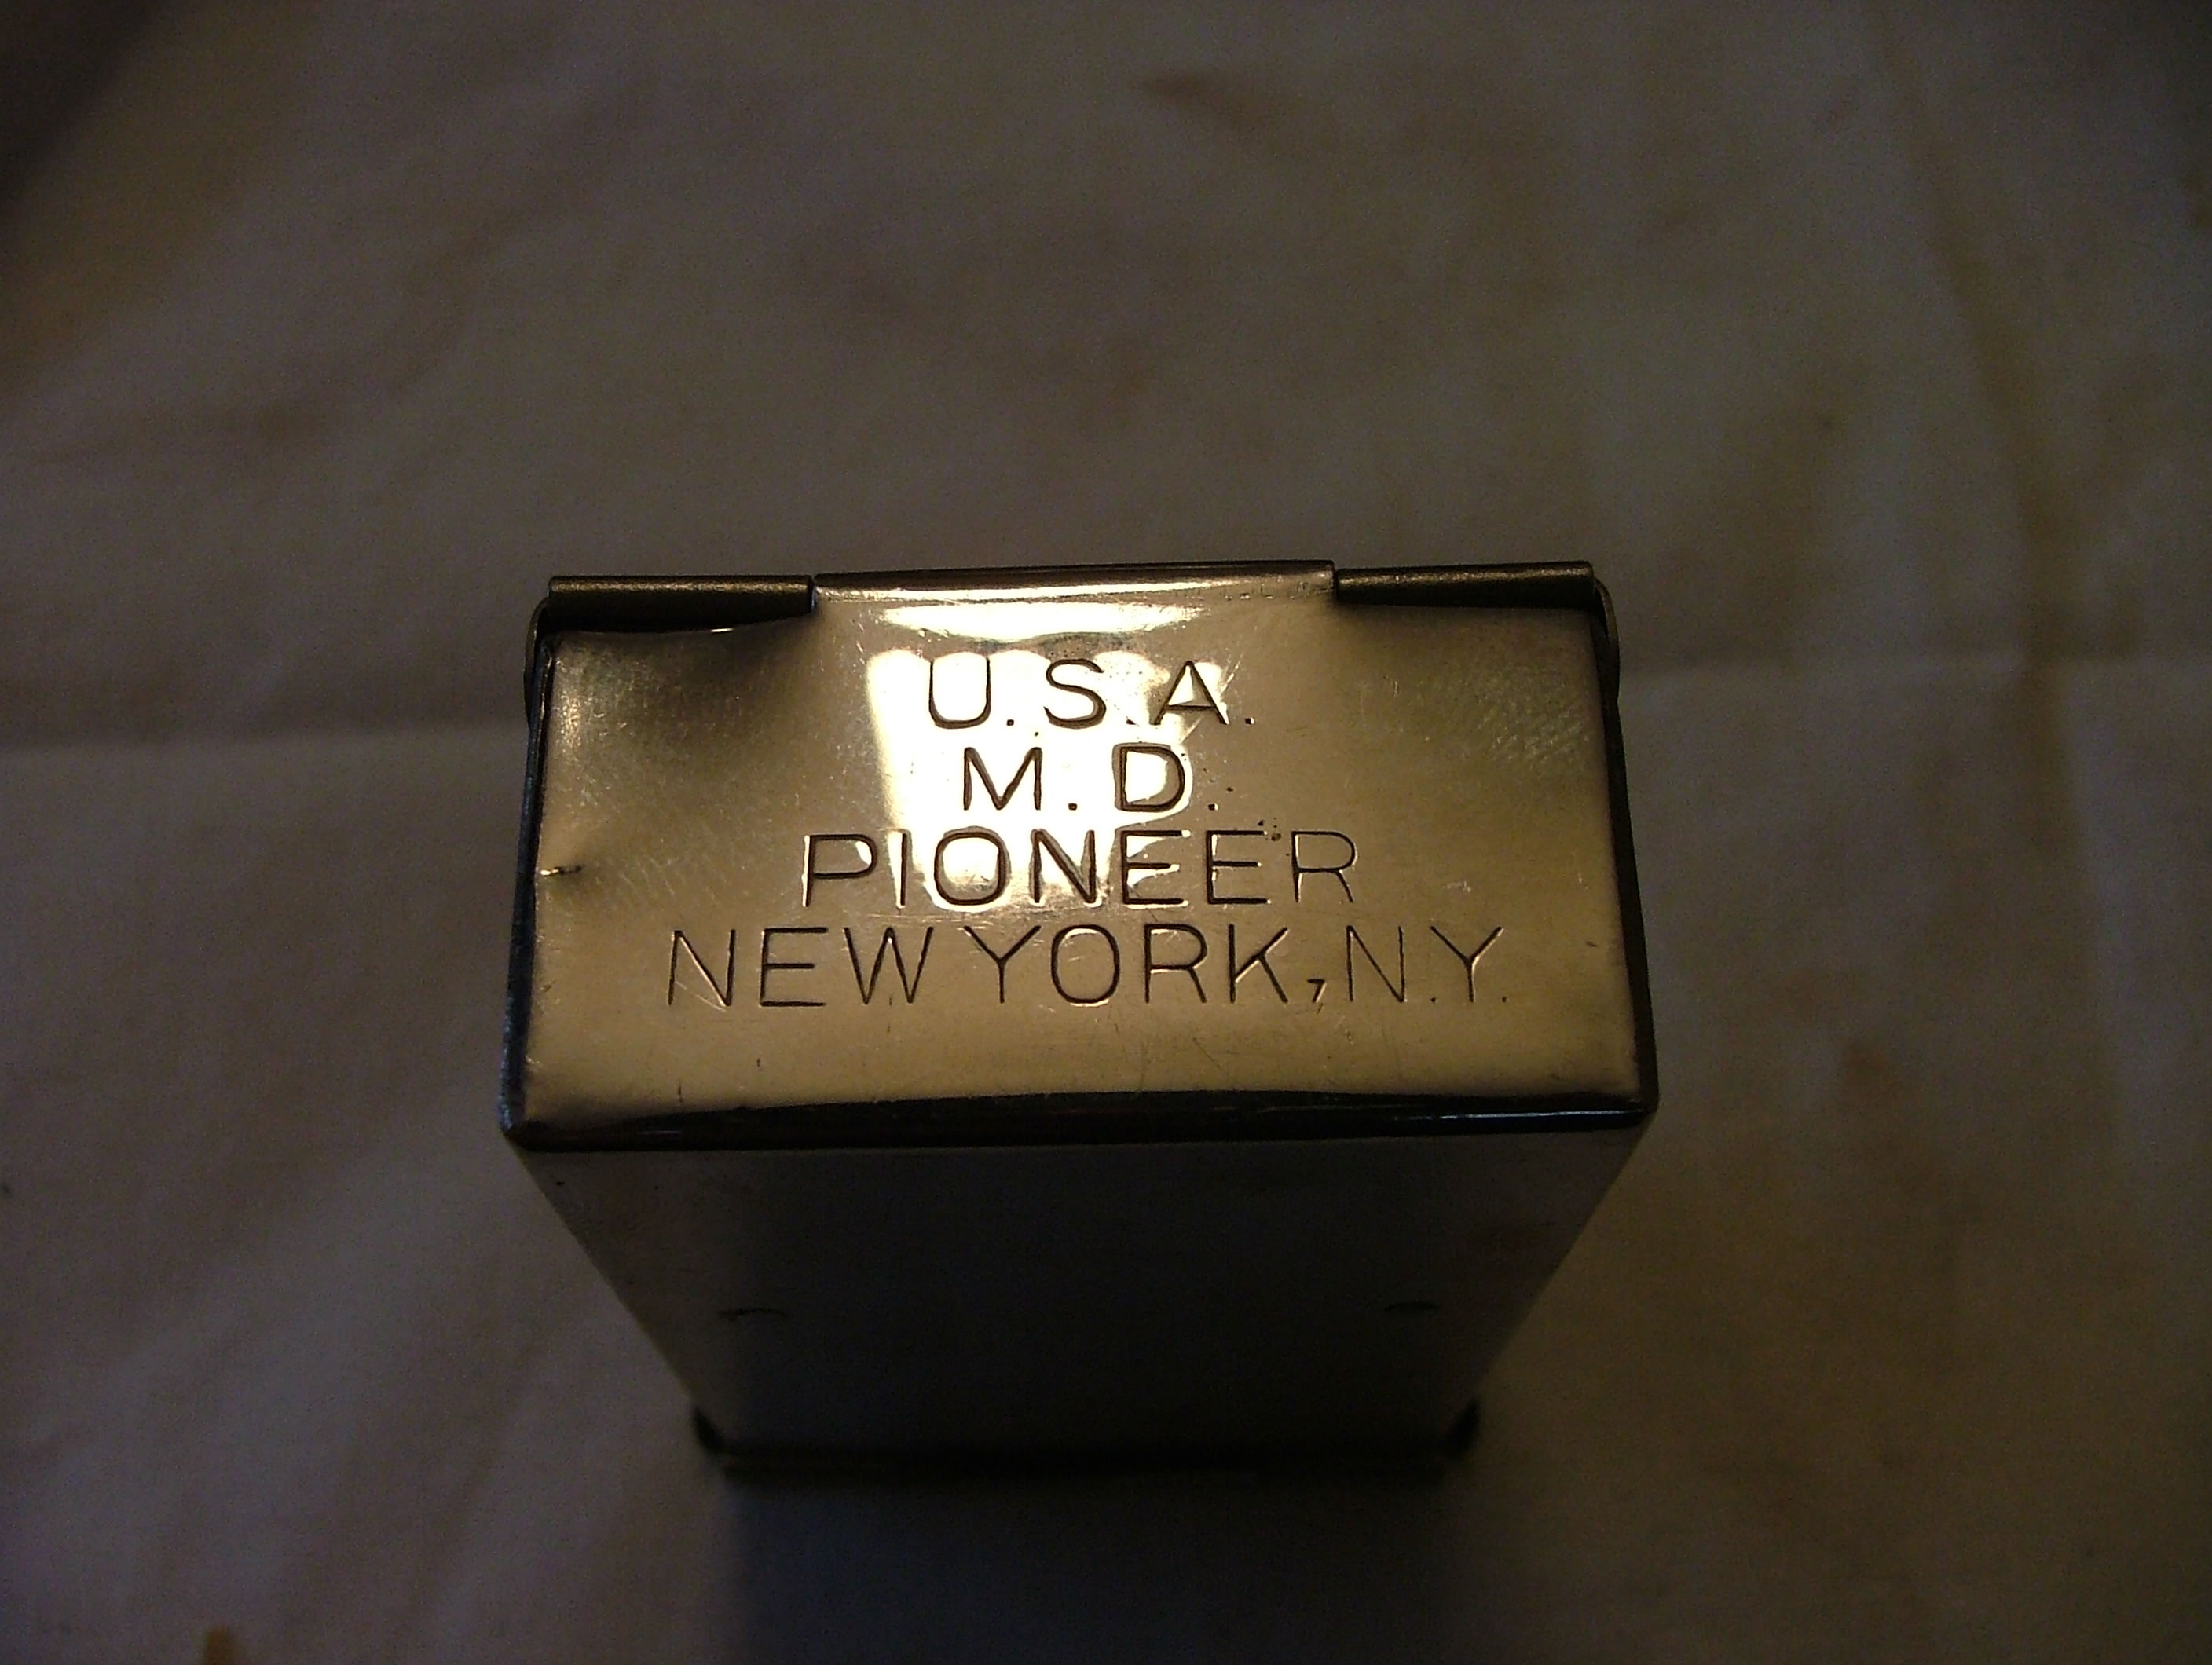 U.S.A.
M.D.
PIONEER
NEW YORK, N.Y.